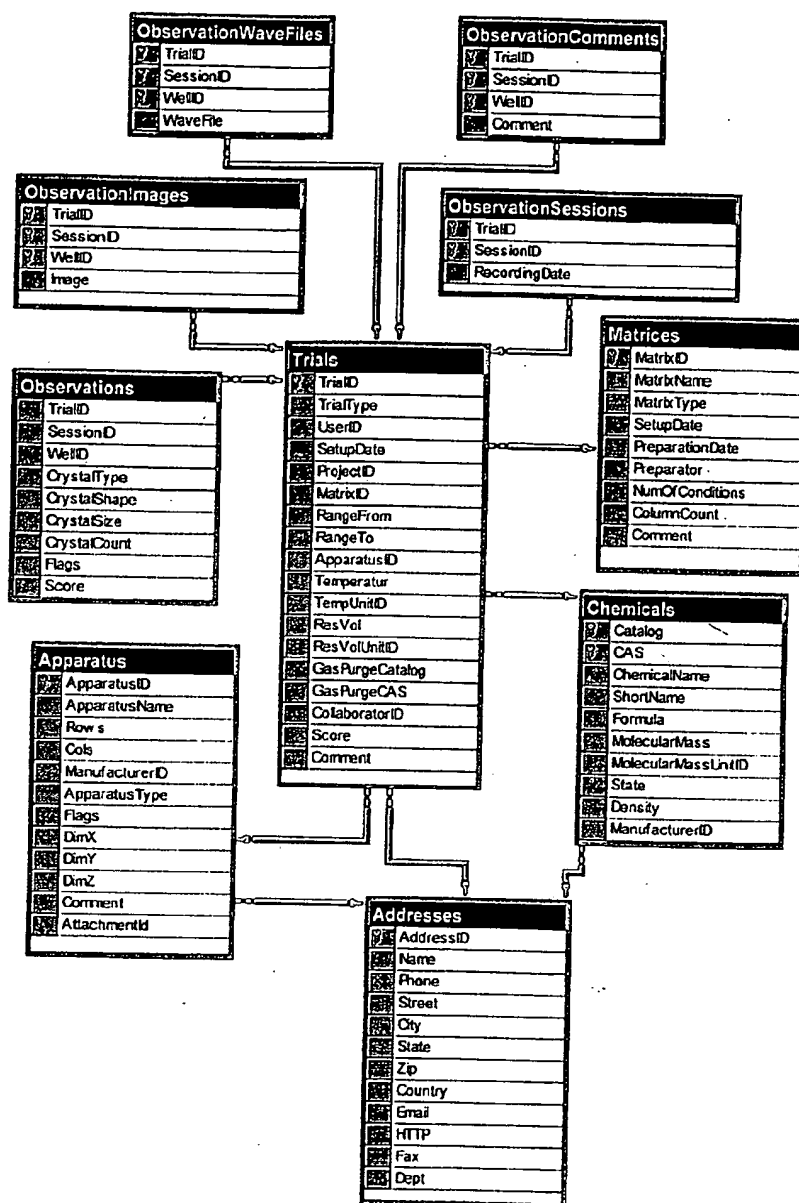 ObservationWaveFiles
TrialID
SessionID
WellID
WaveFile
ObservationComments
TrialID
SessionID
WellID
Comment
ObservationImages
TrialID
SessionID
WellID
Image
ObservationSessions
TrialID
SessionID
RecordingDate
Observations
TrialID
SessionID
WellID
CrystalType
CrystalShape
CrystalSize
CrystalCount
Flags
Score
Trials
TrialID
TrialType
UserID
SetupDate
ProjectID
MatrixID
RangeFrom
RangeTo
ApparatusID
Temperatur
TempUnitID
ResVol
ResVolUnitID
GasPurgeCatalog
GasPurgeCAS
CollaboratorID
Score
Comment
Matrices
MatrixID
MatrixName
MatrixType
SetupDate
PreparationDate
Preparator
NumOfConditions
ColumnCount
Comment
Apparatus
ApparatusID
ApparatusName
Rows
Cols
ManufacturerID
ApparatusType
Flags
DimX
DimY
DimZ
Comment
AttachmentId
Chemicals
Catalog
CAS
ChemicalName
ShortName
Formula
MolecularMass
MolecularMassUnitID
State
Density
ManufacturerID
Addresses
AddressID
Name
Phone
Street
City
State
Zip
Country
Email
HTTP
Fax
Dept